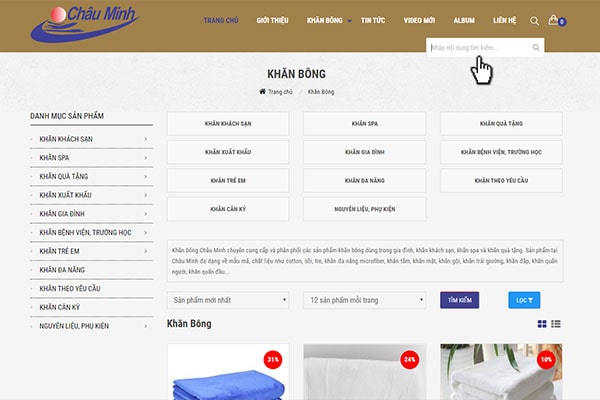 Châu Minh
TRANG CHỦ GIỚI THIỆU KHĂN BÔNG TIN TỨC VIDEO MỚI ALBUM LIÊN HỆ 0
Nhập nội dung tìm kiếm...
KHĂN BÔNG
Trang chủ / Khăn Bông
DANH MỤC SẢN PHẨM
KHĂN KHÁCH SẠN
KHĂN SPA
KHĂN QUÀ TẶNG
KHĂN XUẤT KHẨU
KHĂN GIA ĐÌNH
KHĂN BỆNH VIỆN, TRƯỜNG HỌC
KHĂN TRẺ EM
KHĂN ĐA NĂNG
KHĂN THEO YÊU CẦU
KHĂN CÂN KÝ
NGUYÊN LIỆU, PHỤ KIỆN
KHĂN KHÁCH SẠN KHĂN SPA KHĂN QUÀ TẶNG
KHĂN XUẤT KHẨU KHĂN GIA ĐÌNH KHĂN BỆNH VIỆN, TRƯỜNG HỌC
KHĂN TRẺ EM KHĂN ĐA NĂNG KHĂN THEO YÊU CẦU
KHĂN CÂN KÝ NGUYÊN LIỆU, PHỤ KIỆN
Khăn bông Châu Minh chuyên cung cấp và phân phối các sản phẩm khăn bông dùng trong gia đình, khăn khách sạn, khăn spa và khăn quà tặng. Sản phẩm tại
Châu Minh đa dạng về mẫu mã, chất liệu như cotton, sồi, tre, khăn đa năng microfiber, khăn tắm, khăn mặt, khăn gội, khăn trải giường, khăn đắp, khăn quấn
người, khăn quấn đầu...
Sản phẩm mới nhất 12 sản phẩm mỗi trang TÌM KIẾM LỌC
Khăn Bông
31% 24% 10%